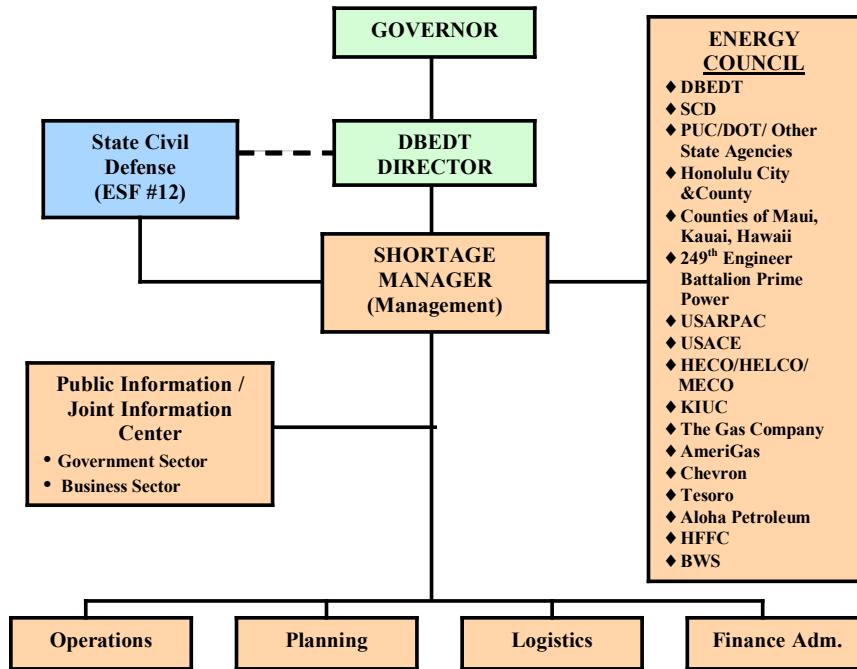 GOVERNOR
State Civil
Defense
(ESF #12)
DBEDT
DIRECTOR
SHORTAGE
MANAGER
(Management)
Public Information /
Joint Information
Center
• Government Sector
• Business Sector
ENERGY
COUNCIL
♦ DBEDT
♦ SCD
♦ PUC/DOT/ Other
State Agencies
♦ Honolulu City
&County
♦ Counties of Maui,
Kauai, Hawaii
♦ 249th Engineer
Battalion Prime
Power
♦ USARPAC
♦ USACE
♦ HECO/HELCO/
MECO
♦ KIUC
♦ The Gas Company
♦ AmeriGas
♦ Chevron
♦ Tesoro
♦ Aloha Petroleum
♦ HFFC
♦ BWS
Operations
Planning
Logistics
Finance Adm.